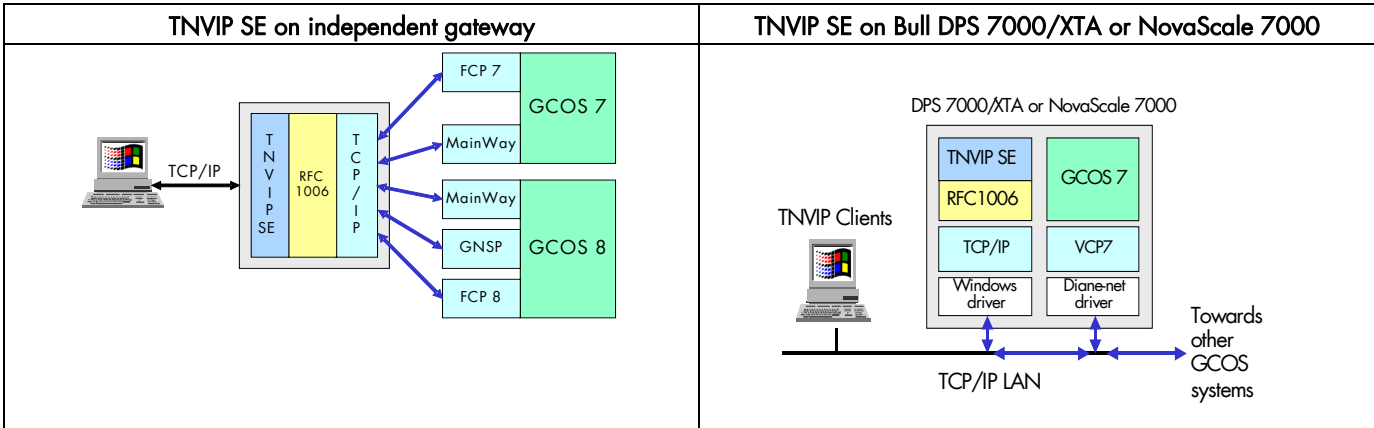 TNVIP SE on independent gateway
TCP/IP
T
N
V
I
P
SE
RFC
1006
T
C
P
/
I
P
FCP 7
MainWay
GCOS 7
MainWay
GNSP
FCP 8
GCOS 8
TNVIP SE on Bull DPS 7000/XTA or NovaScale 7000
DPS 7000/XTA or NovaScale 7000
TNVIP SE
RFC1006
TCP/IP
Windows
driver
GCOS 7
VCP7
Diane-net
driver
TNVIP Clients
TCP/IP LAN
Towards
other
GCOS
systems